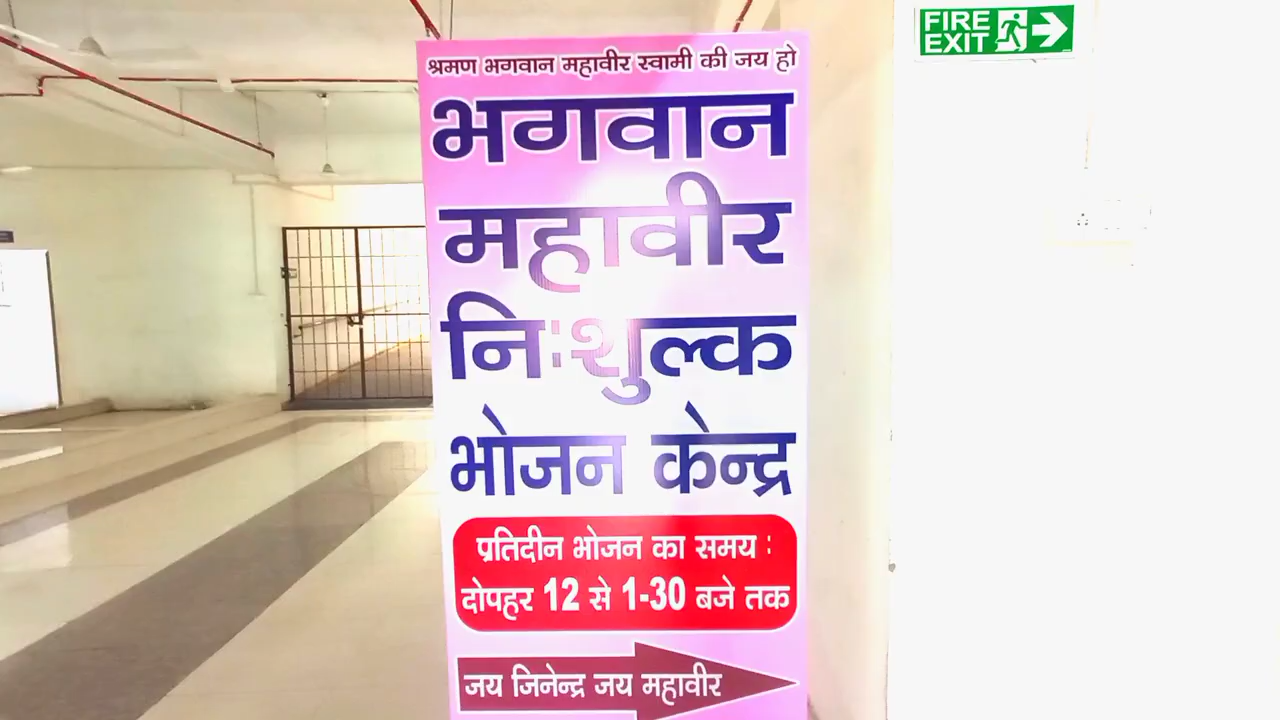 श्रमण भगवान महावीर स्वामी की जय हो
भगवान
महावीर
निःशुल्क
भोजन केन्द्र
प्रतिदीन भोजन का समय :
दोपहर 12 से 1-30 बजे तक
जय जिनेन्द्र जय महावीर
FIRE
EXIT